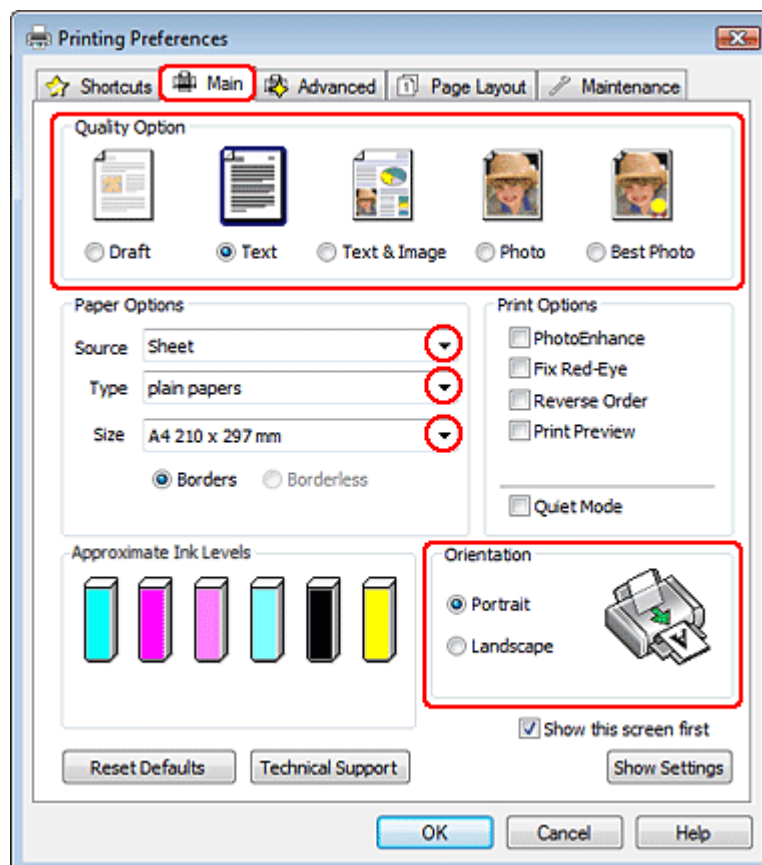 Printing Preferences
Shortcuts Main Advanced Page Layout Maintenance
Quality Option
Draft Text Text & Image Photo Best Photo
Paper Options Print Options
Source Sheet PhotoEnhance
Fix Red-Eye
Type plain papers
Reverse Order
Size A4 210 x 297 mm Print Preview
Borders Borderless
Quiet Mode
Approximate Ink Levels Orientation
Portrait
Landscape
Show this screen first
Reset Defaults Technical Support Show Settings
OK Cancel Help